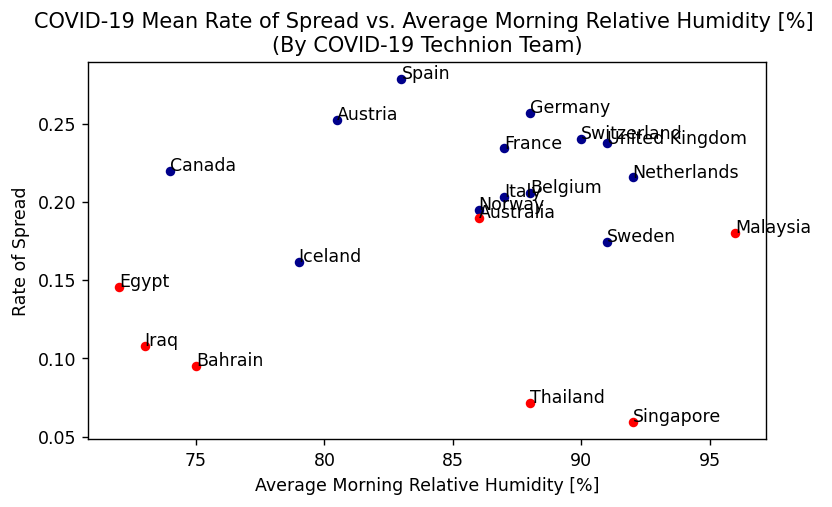 COVID-19 Mean Rate of Spread vs. Average Morning Relative Humidity [%]
(By COVID-19 Technion Team)
Spain
Germany
Austria
Switzerland
United Kingdom
France
Canada
Netherlands
Belgium
Italy
Norway
Australia
Malaysia
Sweden
Iceland
Egypt
Iraq
Bahrain
Thailand
Singapore
0.25
0.20
0.15
0.10
0.05
Rate of Spread
75
80
85
90
95
Average Morning Relative Humidity [%]